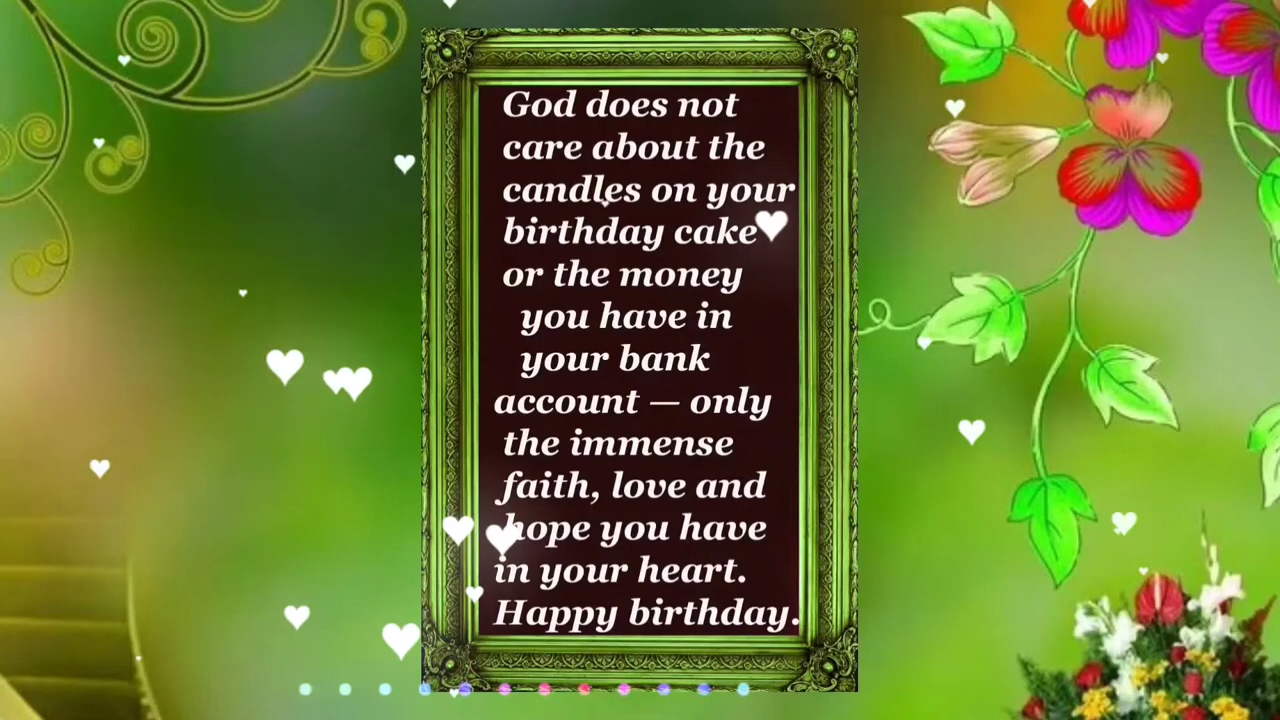 God does not
care about the
candles on your
birthday cake
or the money
you have in
your bank
account — only
the immense
faith, love and
hope you have
in your heart.
Happy birthday.